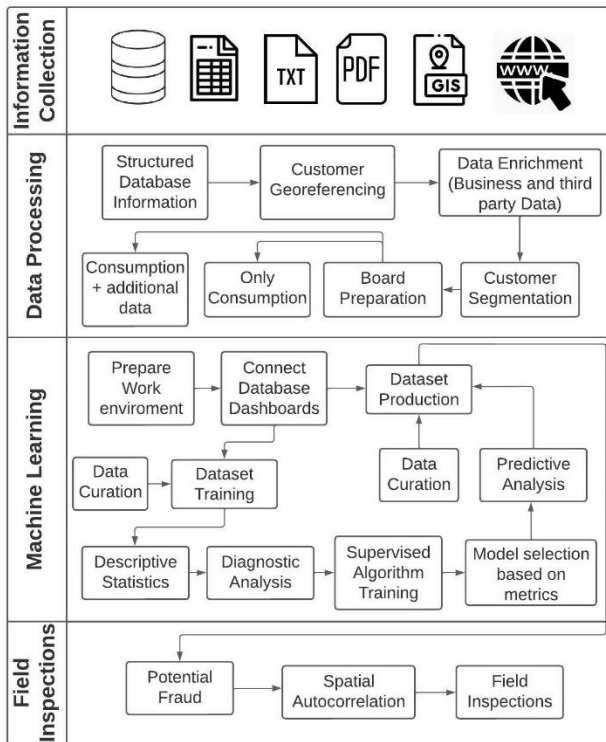 Information
Collection
TXT
PDF
GIS
WWW
Data Processing
Structured
Database
Information
Customer
Georeferencing
Data Enrichment
(Business and third
party Data)
Consumption
+ additional
data
Only
Consumption
Board
Preparation
Customer
Segmentation
Machine Learning
Prepare
Work
enviroment
Connect
Database
Dashboards
Dataset
Production
Data
Curation
Dataset
Training
Data
Curation
Predictive
Analysis
Descriptive
Statistics
Diagnostic
Analysis
Supervised
Algorithm
Training
Model selection
based on
metrics
Field
Inspections
Potential
Fraud
Spatial
Autocorrelation
Field
Inspections